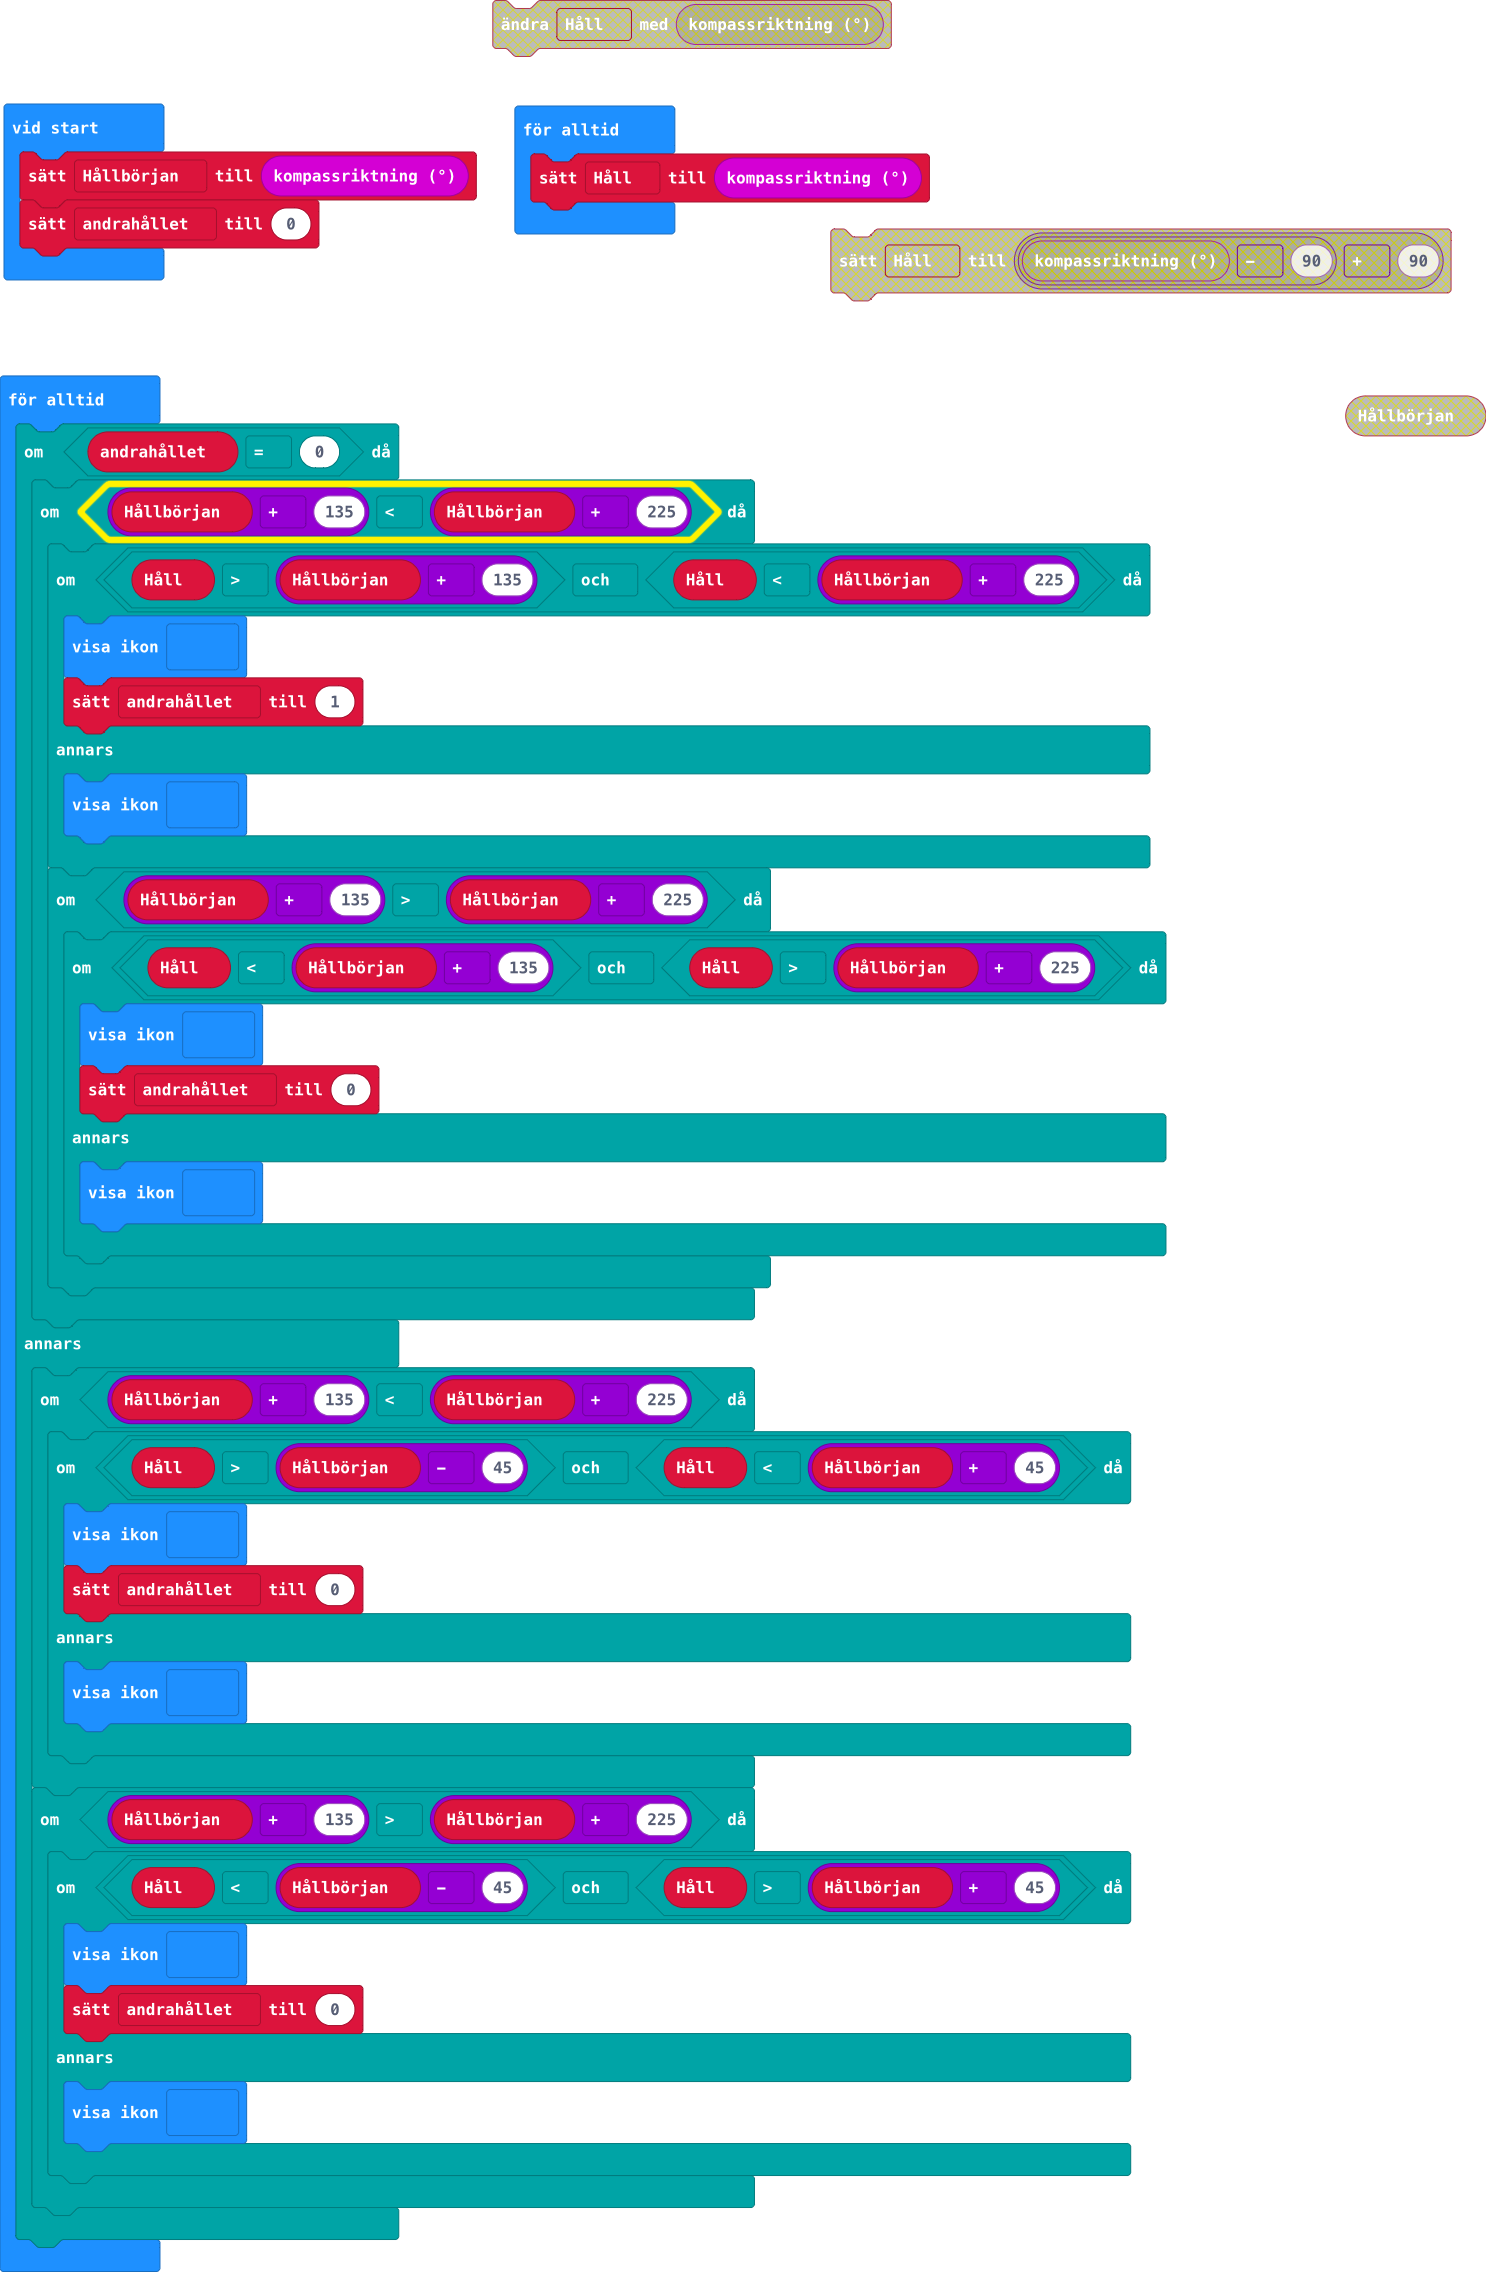 ändra Håll med kompassriktning (°)
vid start
sätt Hållbörjan till kompassriktning (°)
sätt andrahållet till 0
för alltid
sätt Håll till kompassriktning (°)
sätt Håll till kompassriktning (°) - 90 + 90
Hållbörjan
för alltid
om andrahållet = 0 då
om Hållbörjan + 135 < Hållbörjan + 225 då
om Håll > Hållbörjan + 135 och Håll < Hållbörjan + 225 då
visa ikon
sätt andrahållet till 1
annars
visa ikon
om Hållbörjan + 135 > Hållbörjan + 225 då
om Håll < Hållbörjan + 135 och Håll > Hållbörjan + 225 då
visa ikon
sätt andrahållet till 0
annars
visa ikon
annars
om Hållbörjan + 135 < Hållbörjan + 225 då
om Håll > Hållbörjan - 45 och Håll < Hållbörjan + 45 då
visa ikon
sätt andrahållet till 0
annars
visa ikon
om Hållbörjan + 135 > Hållbörjan + 225 då
om Håll < Hållbörjan - 45 och Håll > Hållbörjan + 45 då
visa ikon
sätt andrahållet till 0
annars
visa ikon